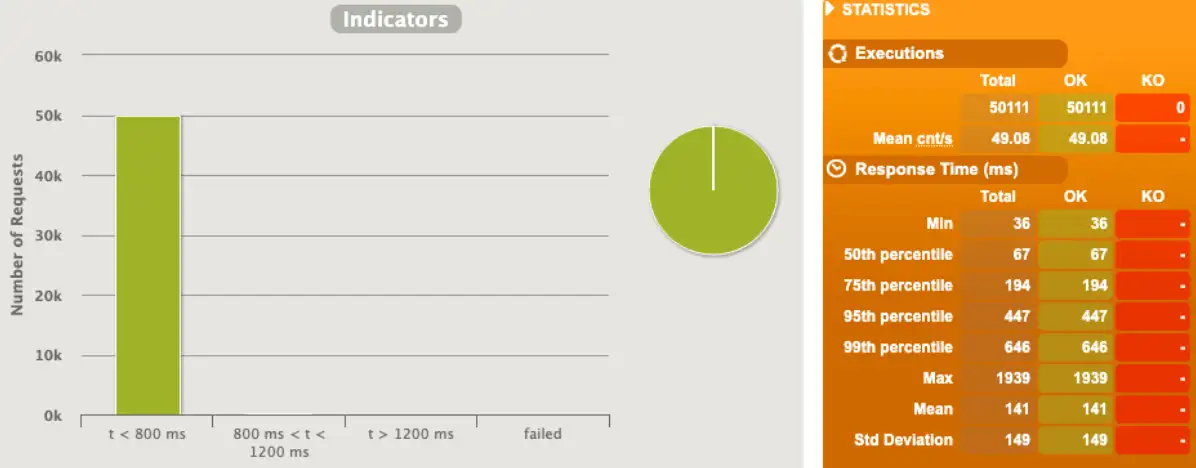 Indicators
60k
50k
40k
30k
20k
10k
0k
Number of Requests
t < 800 ms
800 ms < t <
1200 ms
t > 1200 ms
failed
STATISTICS
Executions
Total OK KO
50111 50111 0
Mean cnt/s 49.08 49.08 -
Response Time (ms)
Total OK KO
Min 36 36 -
50th percentile 67 67 -
75th percentile 194 194 -
95th percentile 447 447 -
99th percentile 646 646 -
Max 1939 1939 -
Mean 141 141 -
Std Deviation 149 149 -